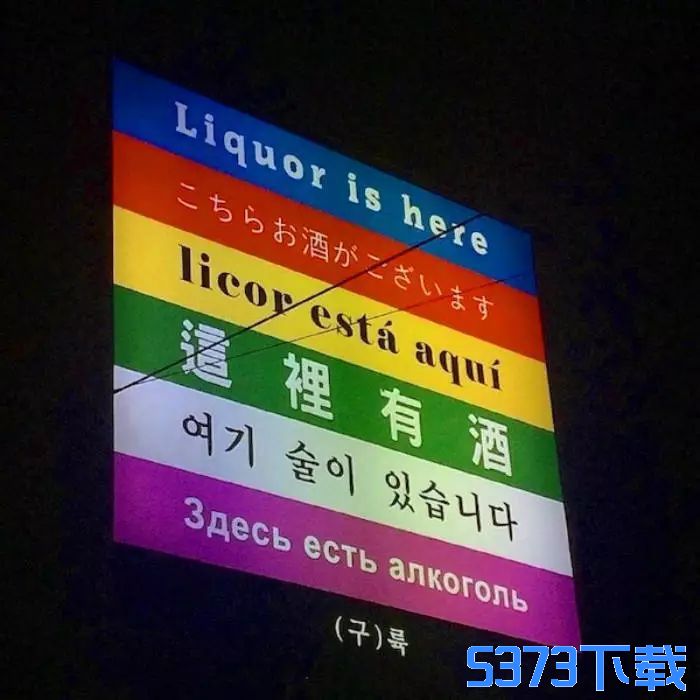 Liquor is here
こちらお酒がございます
licor está aquí
這裡有酒
여기 술이 있습니다
Здесь есть алкоголь
(구)룩
S373下载